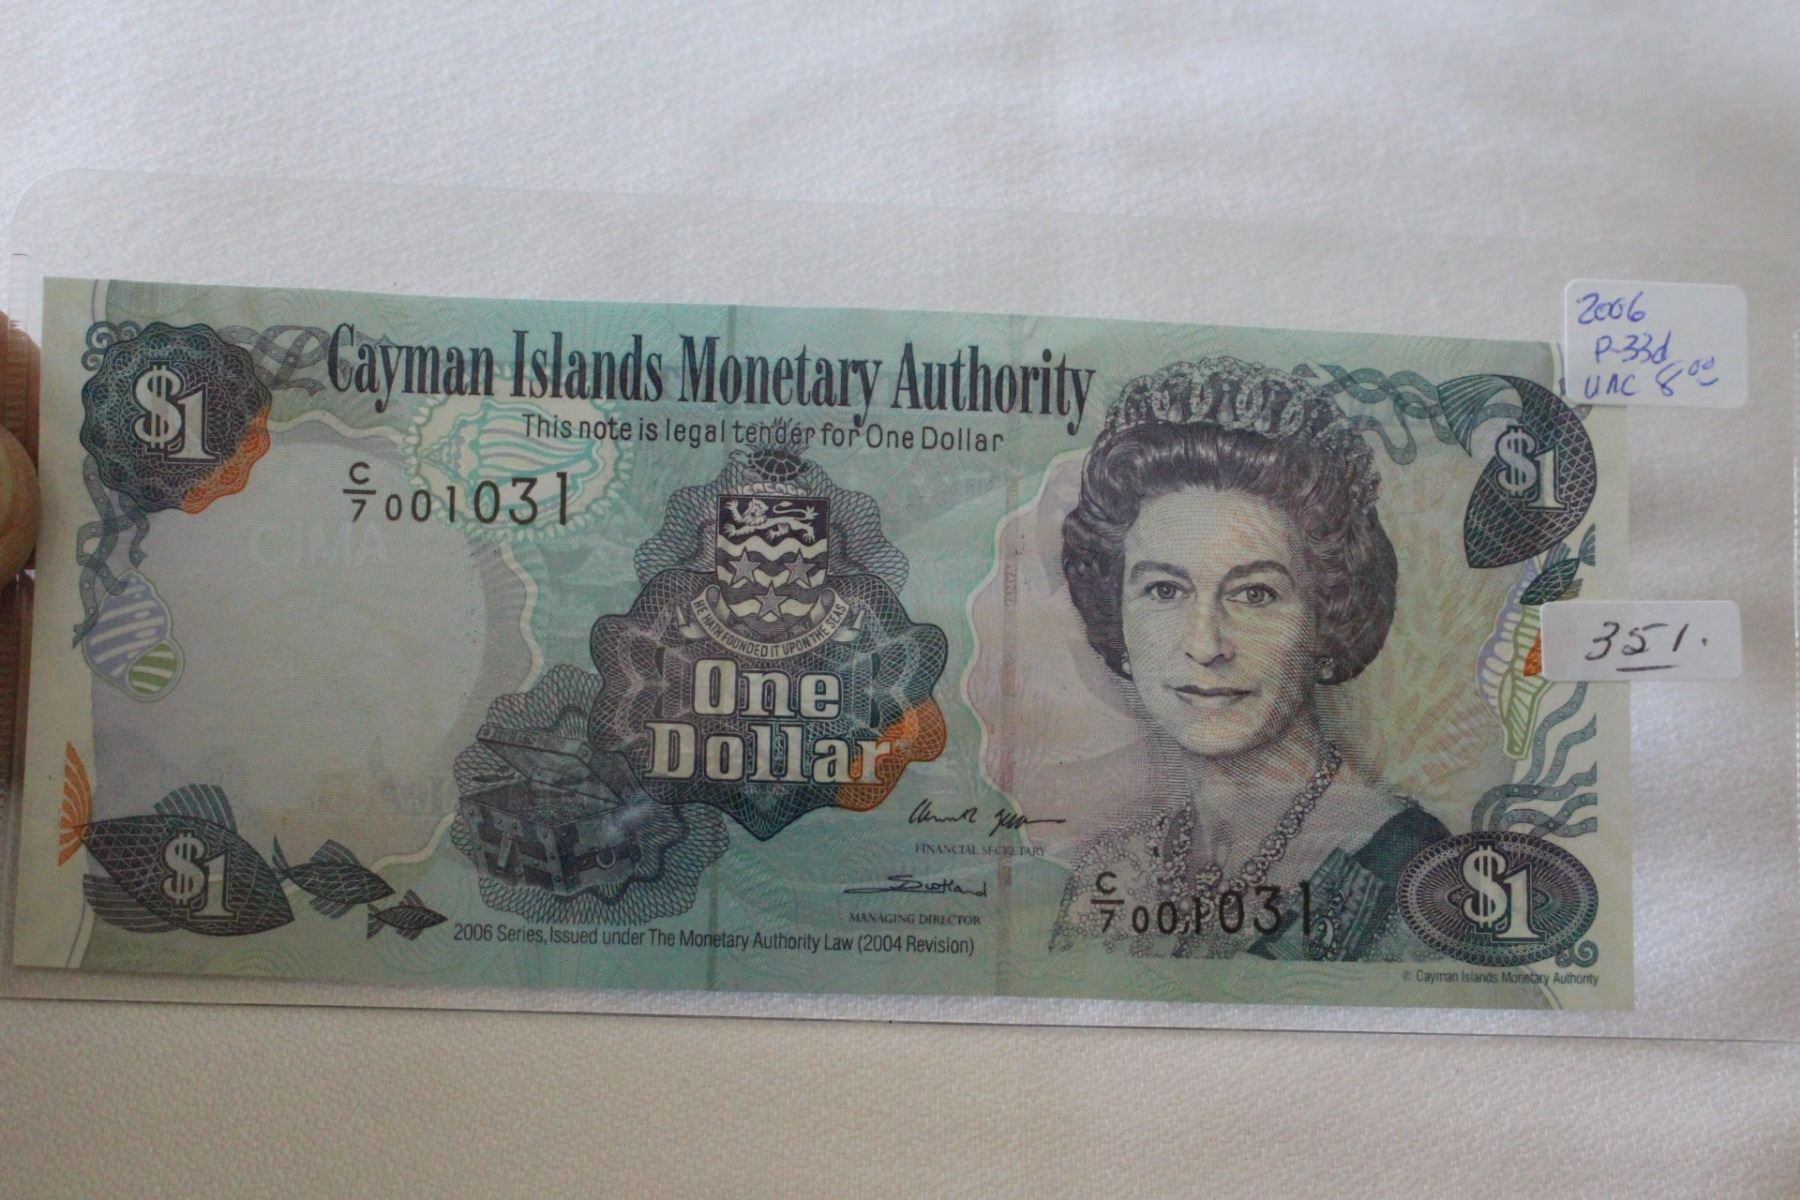 $1
Cayman Islands Monetary Authority
This note is legal tender for One Dollar
$1
2006
P-33d
UNC 8.00
C/7 001031
CIMA
HE HATH FOUNDED IT UPON THE SEAS
351.
One
Dollar
FINANCIAL SECRETARY
Scotland
MANAGING DIRECTOR
$1
C/7 001031
$1
2006 Series, Issued under The Monetary Authority Law (2004 Revision)
© Cayman Islands Monetary Authority